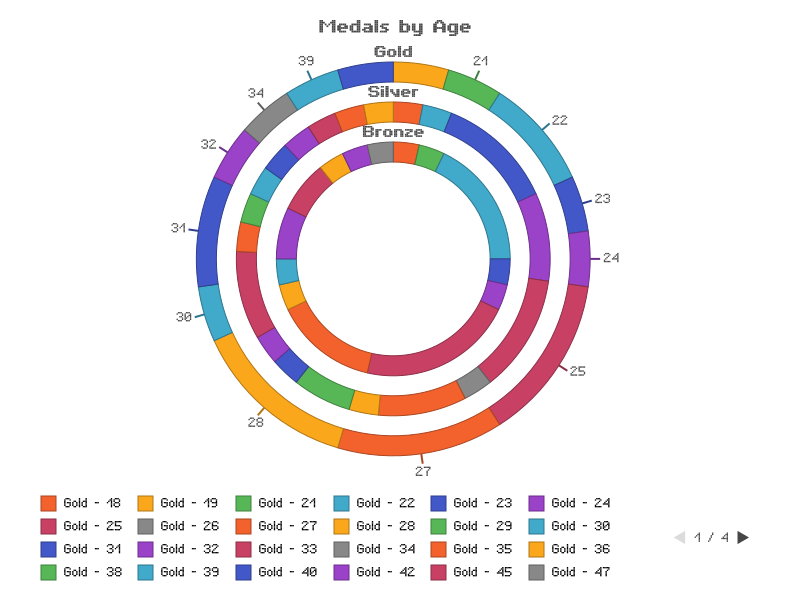 Medals by Age
Gold
39
21
34
Silver
22
Bronze
32
23
31
24
30
25
28
27
Gold - 18 Gold - 19 Gold - 21 Gold - 22 Gold - 23 Gold - 24
Gold - 25 Gold - 26 Gold - 27 Gold - 28 Gold - 29 Gold - 30
Gold - 31 Gold - 32 Gold - 33 Gold - 34 Gold - 35 Gold - 36
1 / 4
Gold - 38 Gold - 39 Gold - 40 Gold - 42 Gold - 45 Gold - 47